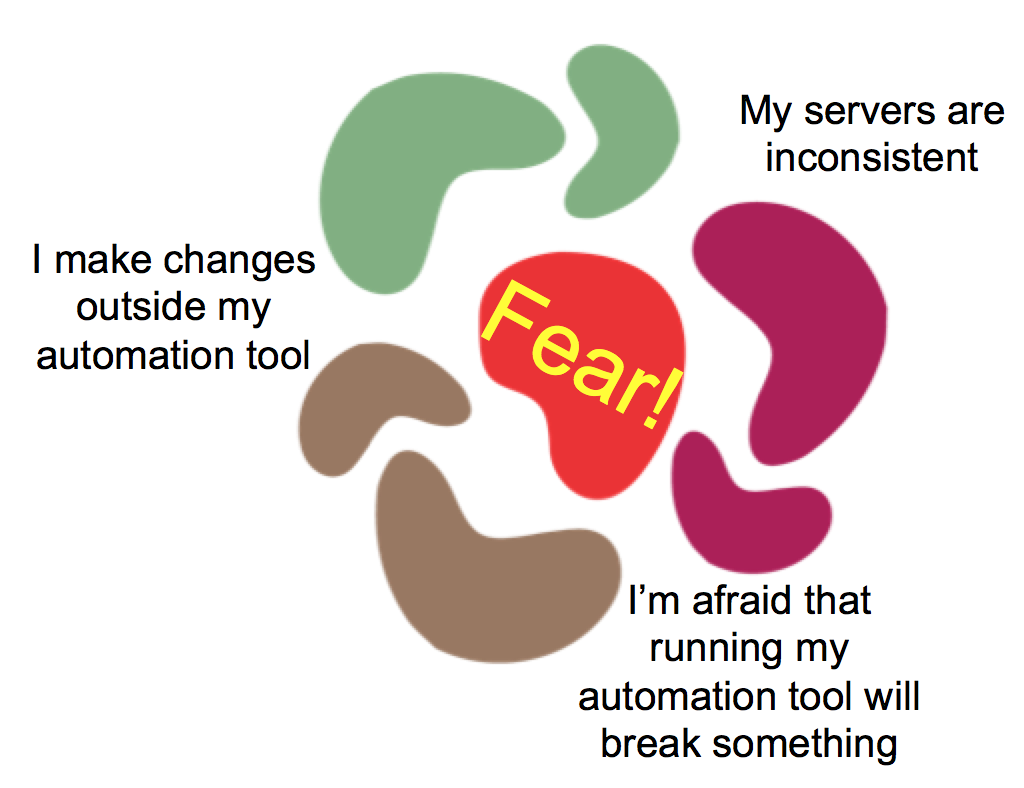 My servers are
inconsistent
I make changes
outside my
automation tool
Fear!
I’m afraid that
running my
automation tool will
break something